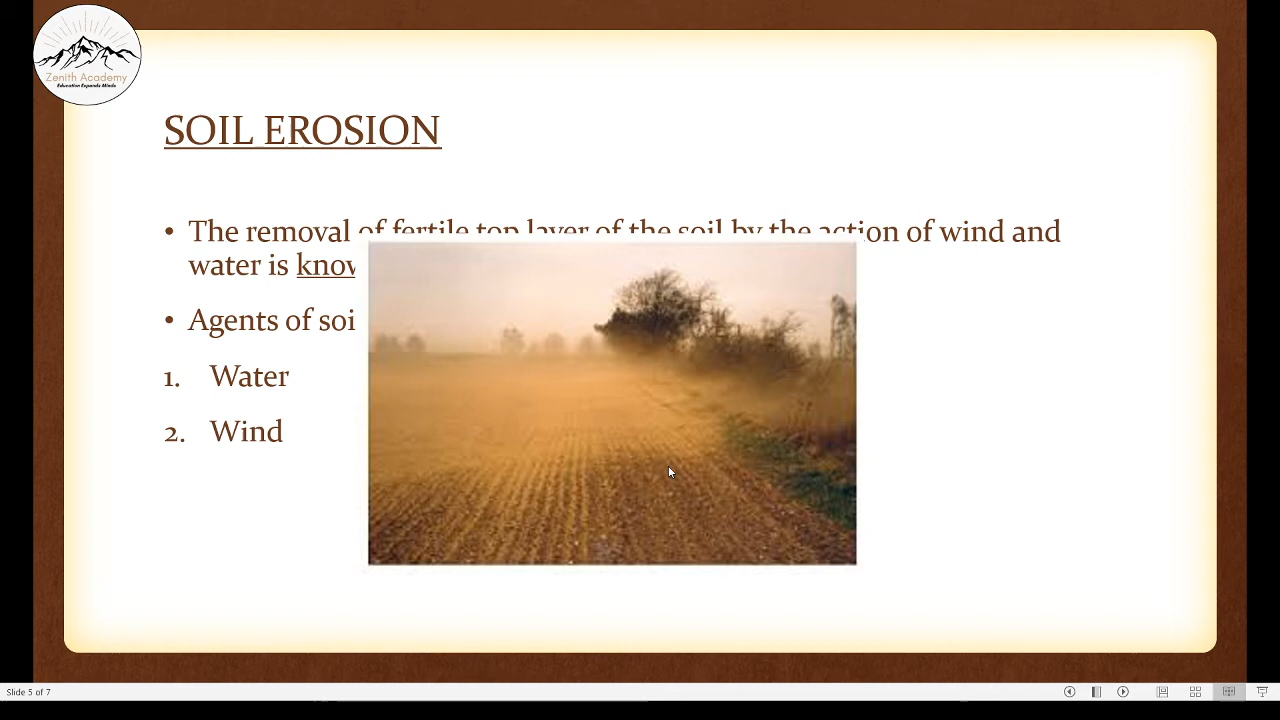 Zenith Academy
Education Expands Minds
SOIL EROSION
• The removal of fertile top layer of the soil by the action of wind and
water is
• Agents of
1. Water
2. Wind
Slide 5 of 7